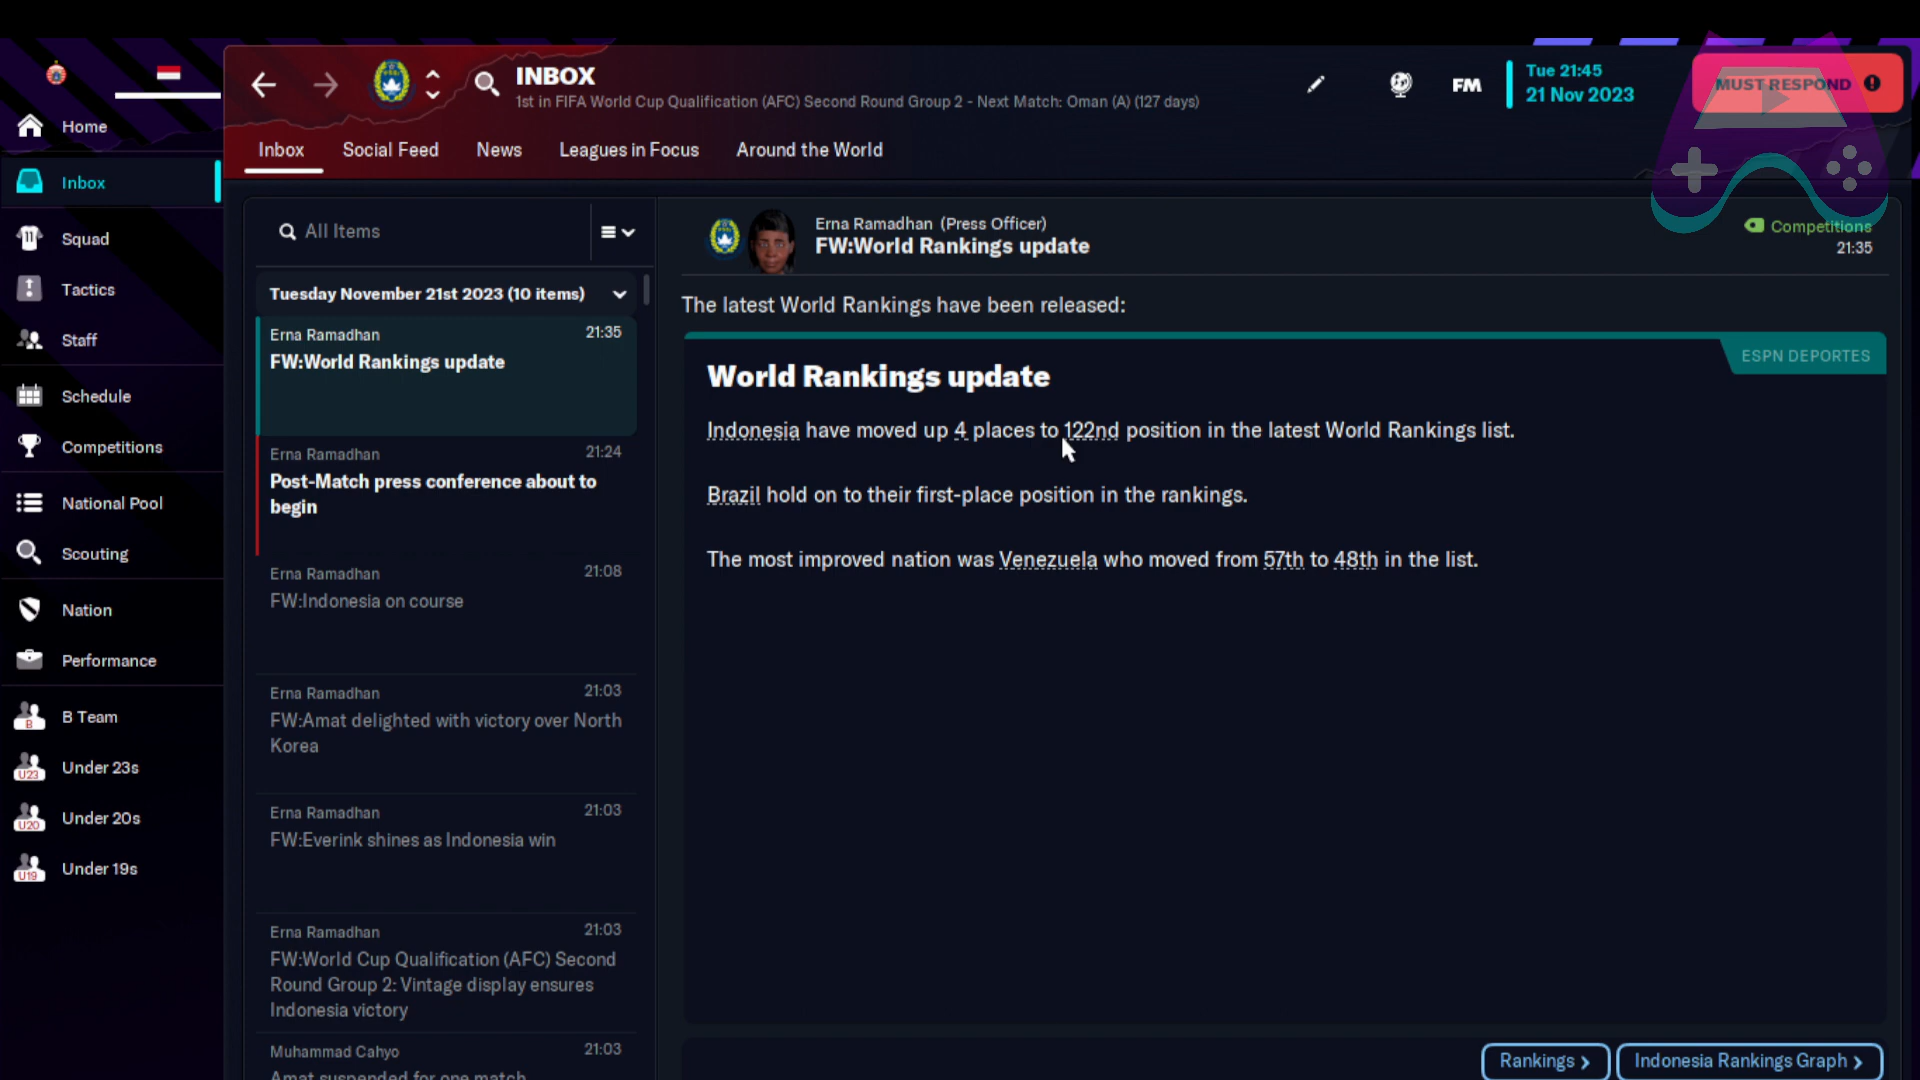 INBOX
1st in FIFA World Cup Qualification (AFC) Second Round Group 2 - Next Match: Oman (A) (127 days)
FM
Tue 21:45
21 Nov 2023
MUST RESPOND
Home
Inbox
Squad
Tactics
Staff
Schedule
Competitions
National Pool
Scouting
Nation
Performance
B
B Team
U23
Under 23s
U20
Under 20s
U19
Under 19s
Inbox
Social Feed
News
Leagues in Focus
Around the World
All Items
Tuesday November 21st 2023 (10 items)
Erna Ramadhan
21:35
FW:World Rankings update
Erna Ramadhan
21:24
Post-Match press conference about to
begin
Erna Ramadhan
21:08
FW:Indonesia on course
Erna Ramadhan
21:03
FW:Amat delighted with victory over North
Korea
Erna Ramadhan
21:03
FW:Everink shines as Indonesia win
Erna Ramadhan
21:03
FW:World Cup Qualification (AFC) Second
Round Group 2: Vintage display ensures
Indonesia victory
Muhammad Cahyo
21:03
Amat suspended for one match
Erna Ramadhan (Press Officer)
FW:World Rankings update
Competitions
21:35
The latest World Rankings have been released:
ESPN DEPORTES
World Rankings update
Indonesia have moved up 4 places to 122nd position in the latest World Rankings list.
Brazil hold on to their first-place position in the rankings.
The most improved nation was Venezuela who moved from 57th to 48th in the list.
Rankings
Indonesia Rankings Graph